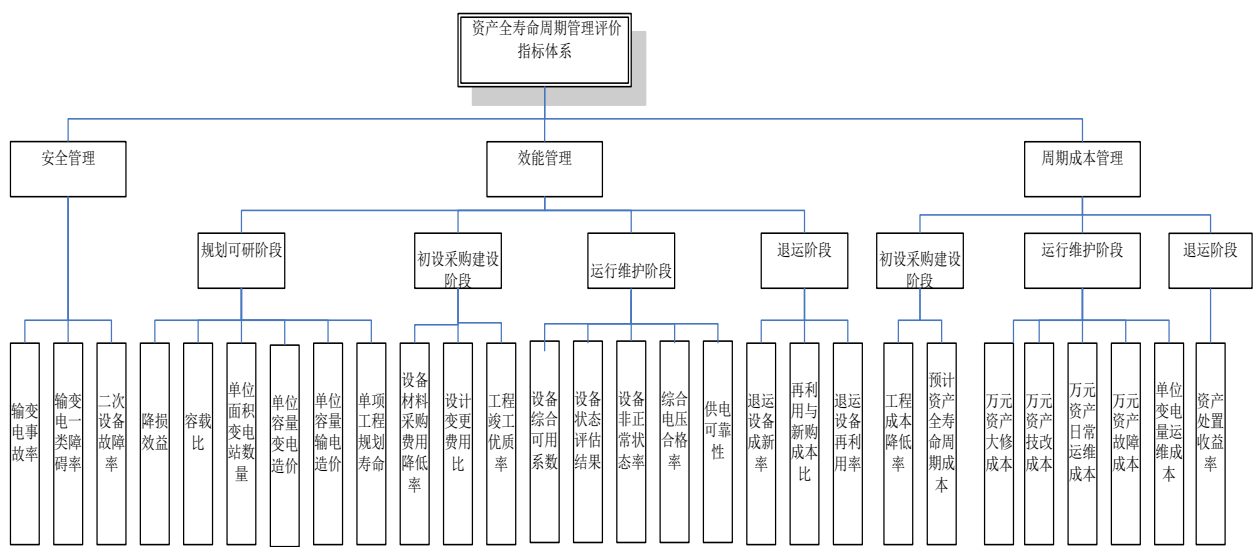 资产全寿命周期管理评价
指标体系
安全管理
效能管理
周期成本管理
规划可研阶段
初设采购建设
阶段
运行维护阶段
退运阶段
初设采购建设
阶段
运行维护阶段
退运阶段
输变电事故率
输变电一类障碍率
二次设备故障率
降损效益
容载比
单位面积变电站数量
单位容量变电造价
单位容量输电造价
单项工程规划寿命
设备材料采购费用降低率
设计变更费用比
工程竣工优质率
设备综合可用系数
设备状态评估结果
设备非正常状态率
综合电压合格率
供电可靠性
退运设备成新率
再利用与新购成本比
退运设备再利用率
工程成本降低率
预计资产全寿命周期成本
万元资产大修成本
万元资产技改成本
万元资产日常运维成本
万元资产故障成本
单位变电量运维成本
资产处置收益率